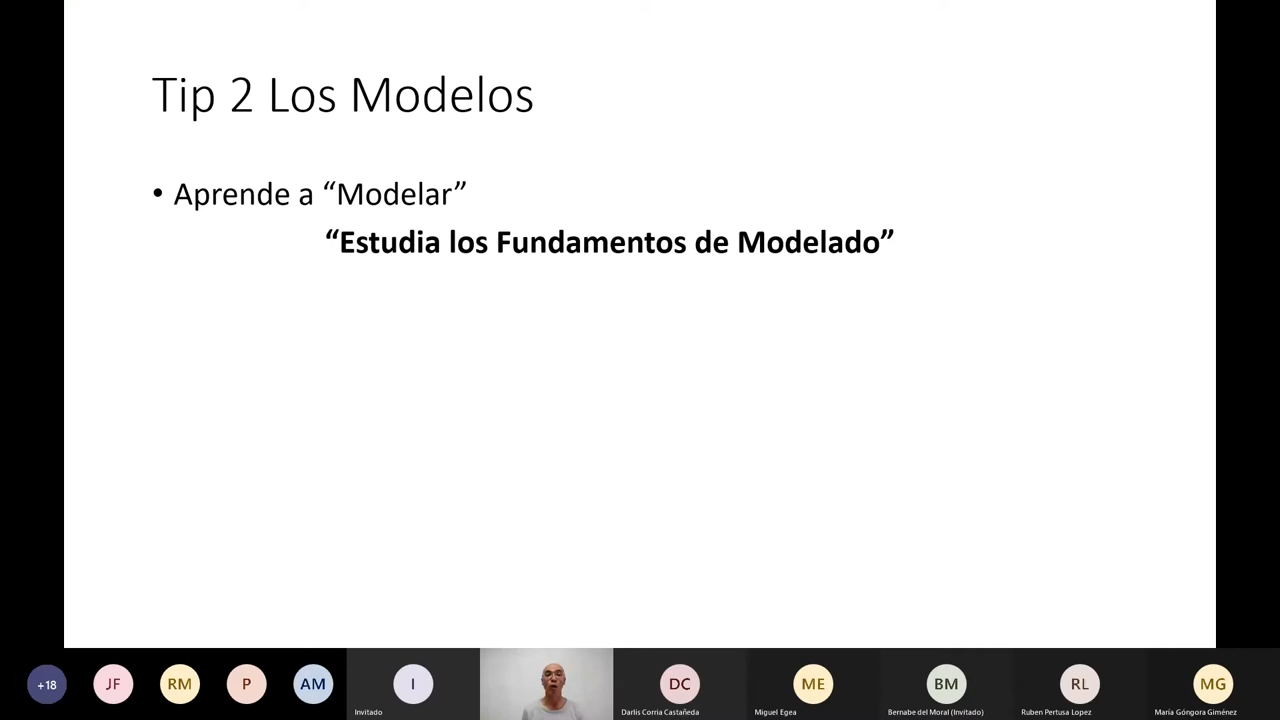 Tip 2 Los Modelos
• Aprende a “Modelar”
“Estudia los Fundamentos de Modelado”
+18
JF
RM
P
AM
I
DC
ME
BM
RL
MG
Invitado
Darlis Corria Castañeda
Miguel Egea
Bernabe del Moral (Invitado)
Ruben Pertusa Lopez
María Góngora Giménez